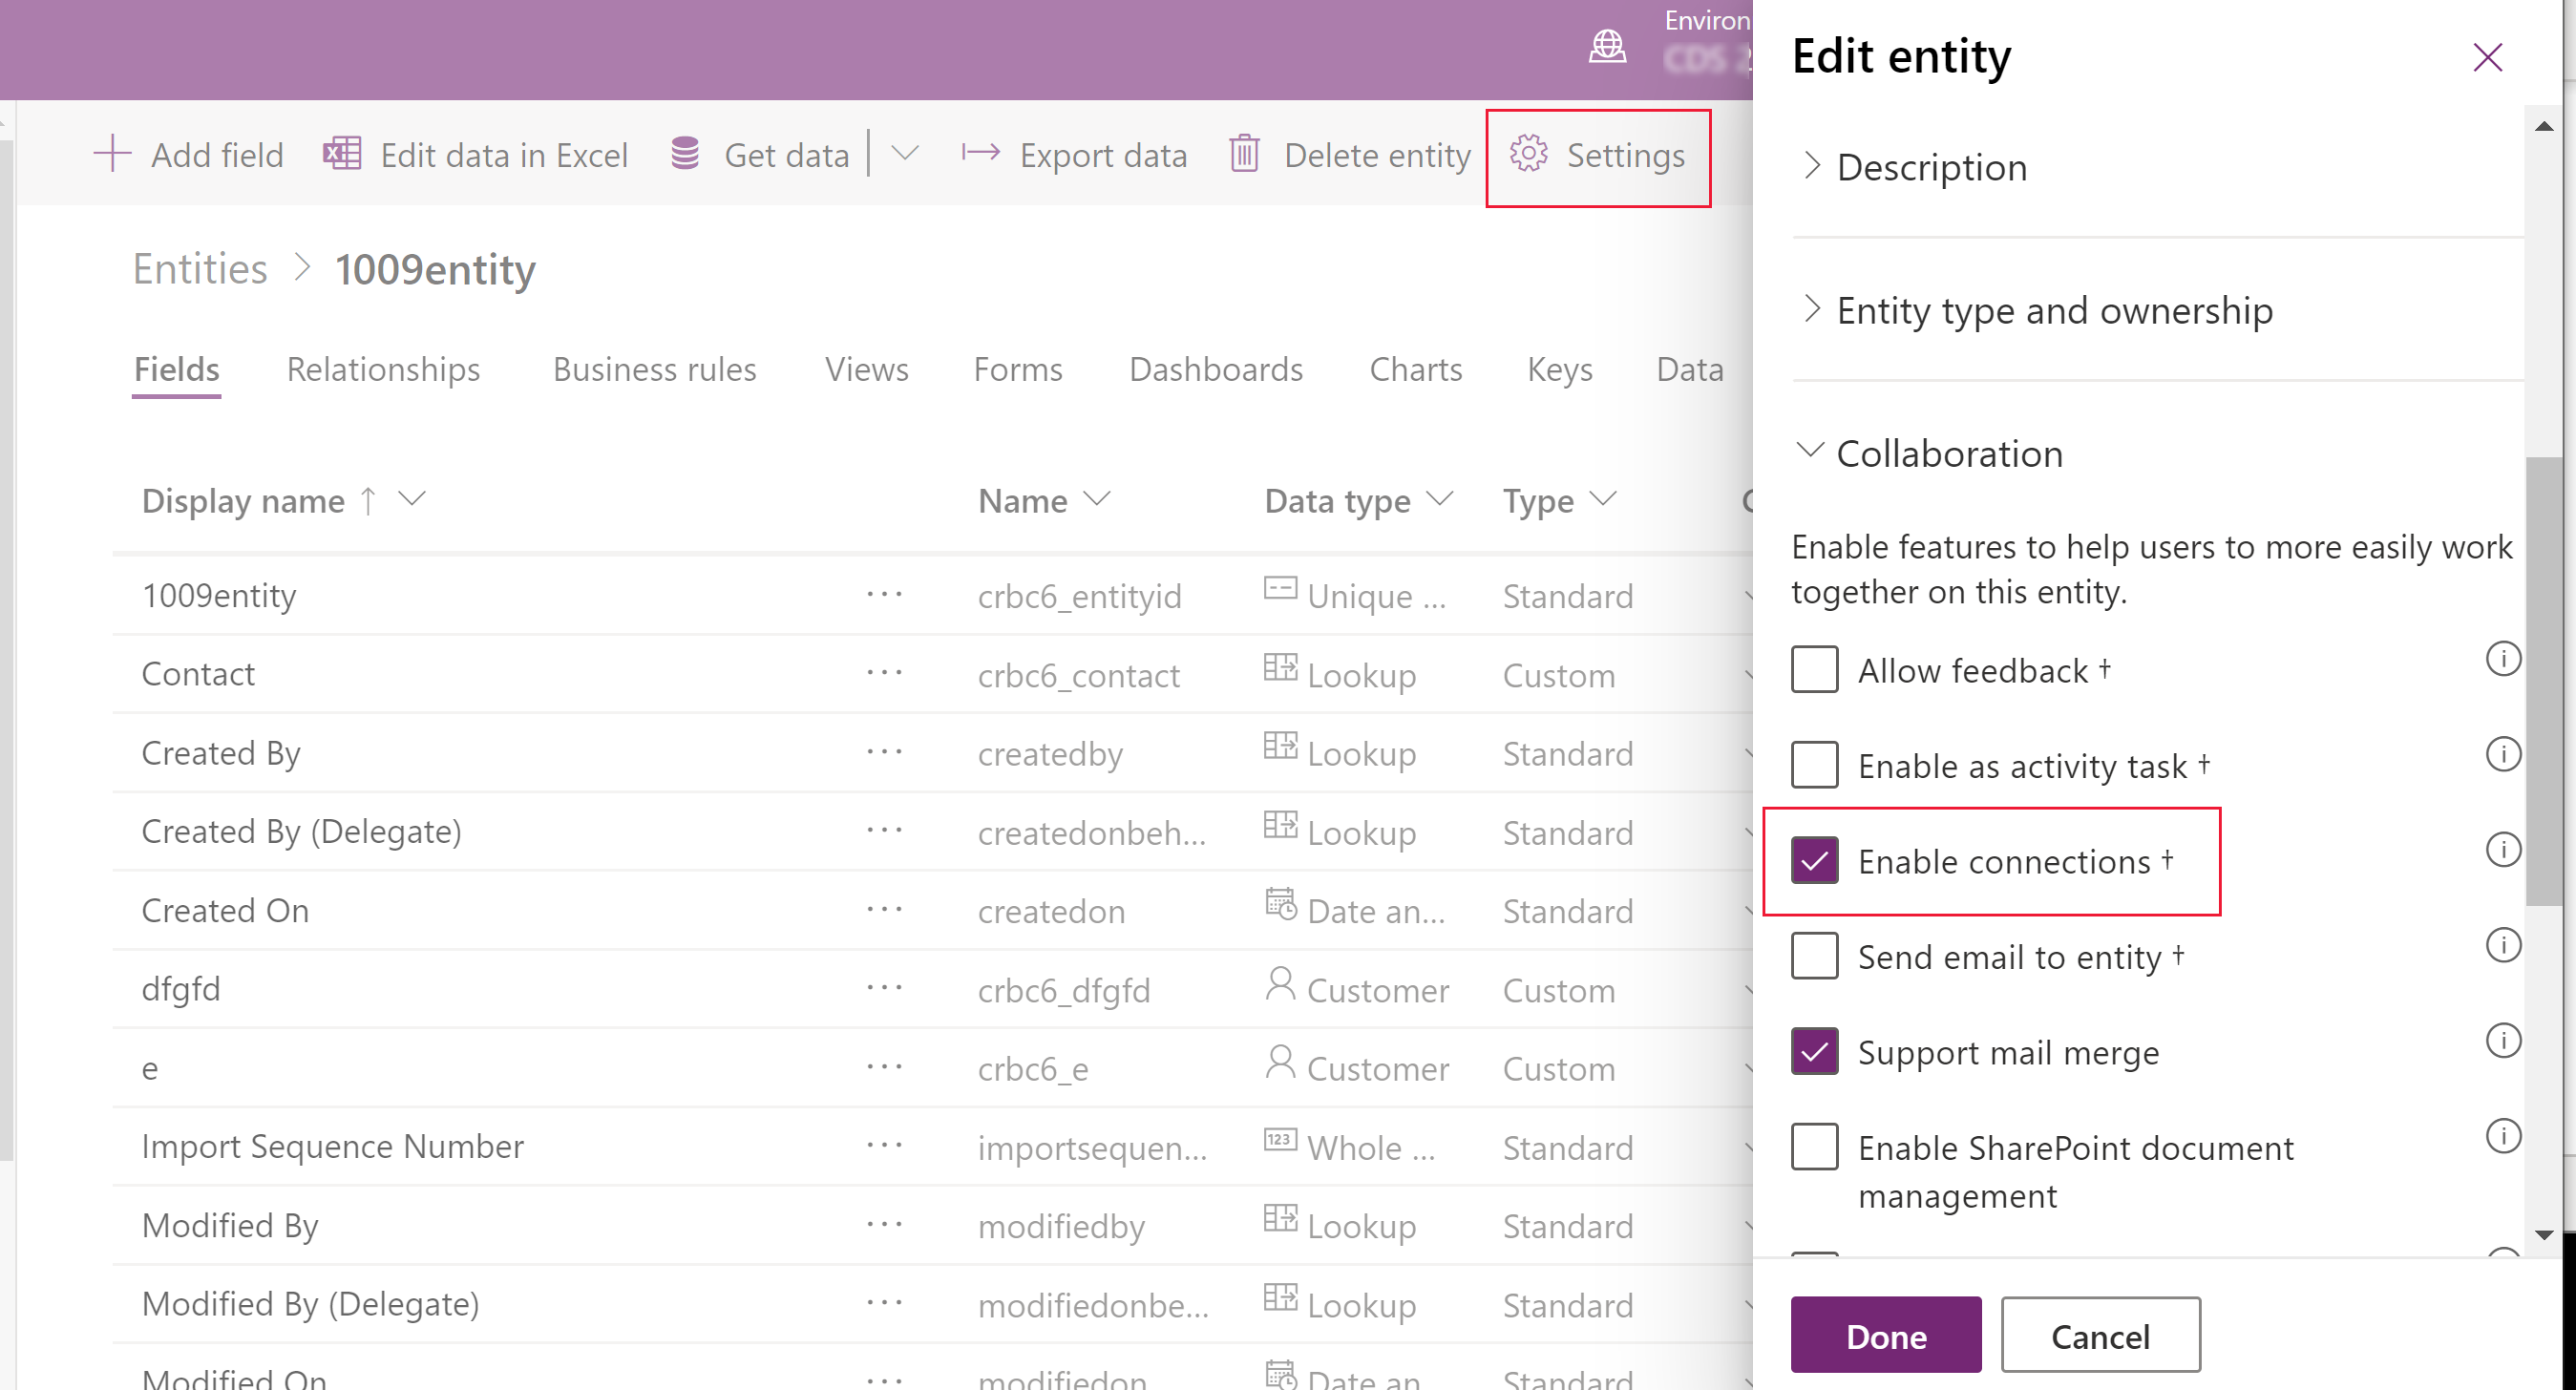 Environ
Add field Edit data in Excel Get data Export data Delete entity Settings
Entities 1009entity
Fields Relationships Business rules Views Forms Dashboards Charts Keys Data
Display name Name Data type Type
1009entity ··· crbc6_entityid Unique ... Standard
Contact ··· crbc6_contact Lookup Custom
Created By ··· createdby Lookup Standard
Created By (Delegate) ··· createdonbeh... Lookup Standard
Created On ··· createdon Date an... Standard
dfgfd ··· crbc6_dfgfd Customer Custom
e ··· crbc6_e Customer Custom
Import Sequence Number ··· importsequen... 123 Whole ... Standard
Modified By ··· modifiedby Lookup Standard
Modified By (Delegate) ··· modifiedonbe... Lookup Standard
Modified On ··· modifiedon Date an... Standard
Edit entity
Description
Entity type and ownership
Collaboration
Enable features to help users to more easily work
together on this entity.
Allow feedback †
Enable as activity task †
Enable connections †
Send email to entity †
Support mail merge
Enable SharePoint document
management
Done Cancel